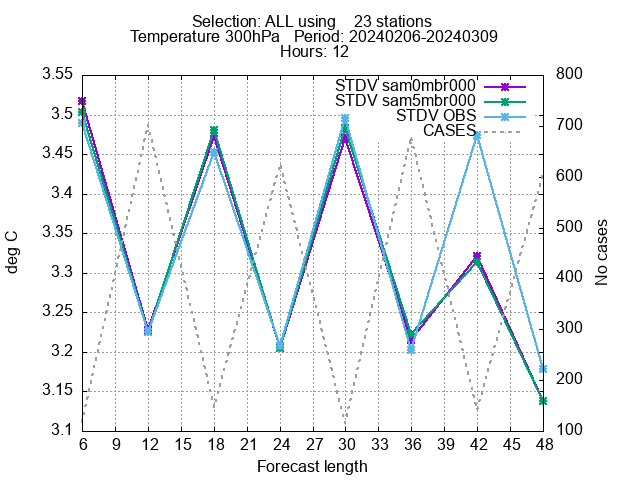 Selection: ALL using    23 stations
Temperature 300hPa   Period: 20240206-20240309
Hours: 12
STDV sam0mbr000
STDV sam5mbr000
STDV OBS
CASES
3.55
3.5
3.45
3.4
3.35
3.3
3.25
3.2
3.15
3.1
deg C
800
700
600
500
400
300
200
100
No cases
6 9 12 15 18 21 24 27 30 33 36 39 42 45 48
Forecast length